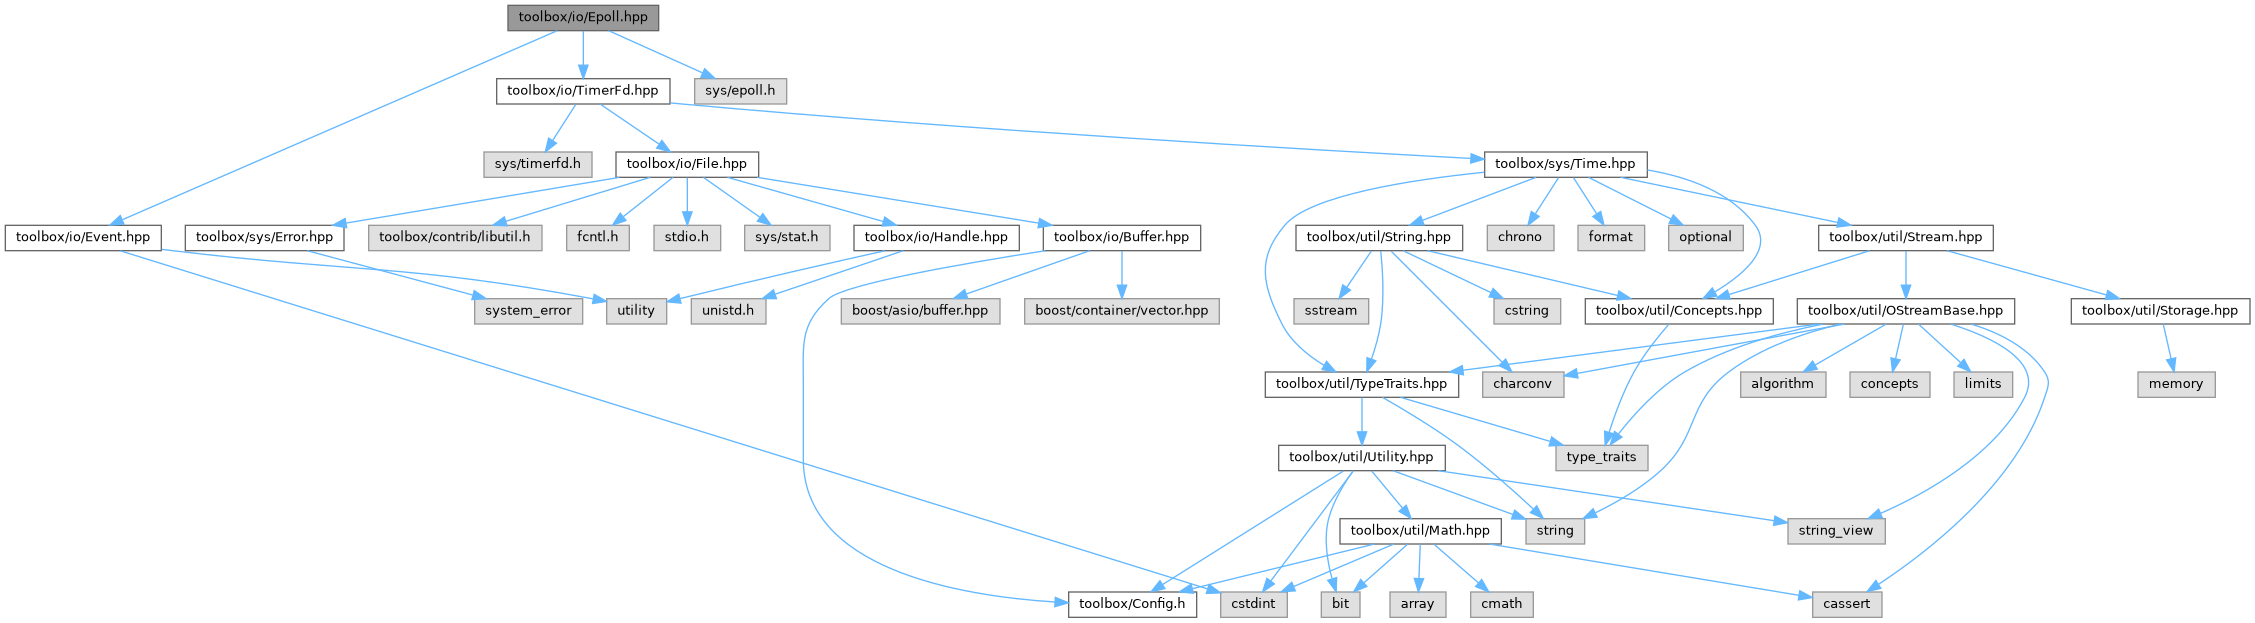 toolbox/io/Epoll.hpp
toolbox/io/TimerFd.hpp
sys/epoll.h
sys/timerfd.h
toolbox/io/File.hpp
toolbox/sys/Time.hpp
toolbox/io/Event.hpp
toolbox/sys/Error.hpp
toolbox/contrib/libutil.h
fcntl.h
stdio.h
sys/stat.h
toolbox/io/Handle.hpp
toolbox/io/Buffer.hpp
toolbox/util/String.hpp
chrono
format
optional
toolbox/util/Stream.hpp
system_error
utility
unistd.h
boost/asio/buffer.hpp
boost/container/vector.hpp
sstream
cstring
toolbox/util/Concepts.hpp
toolbox/util/OStreamBase.hpp
toolbox/util/Storage.hpp
toolbox/util/TypeTraits.hpp
charconv
algorithm
concepts
limits
memory
toolbox/util/Utility.hpp
type_traits
toolbox/util/Math.hpp
string
string_view
toolbox/Config.h
cstdint
bit
array
cmath
cassert